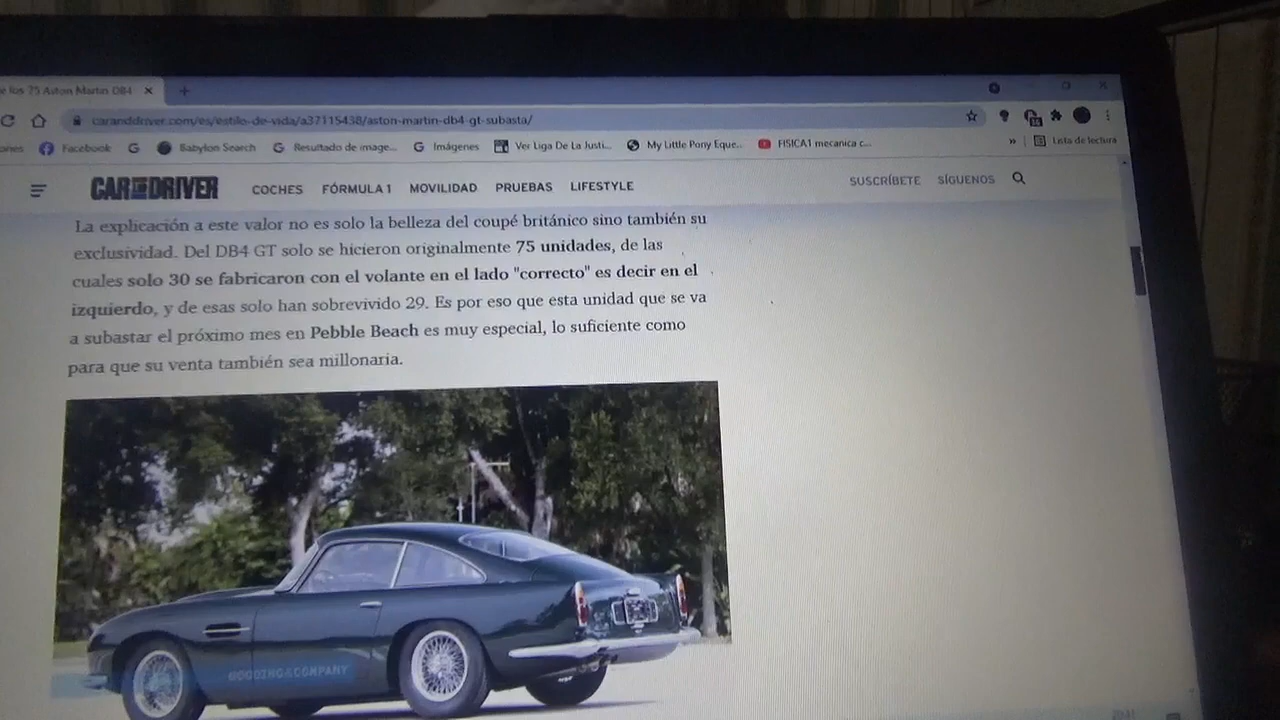 e los 75 Aston Martin DB4
caranddriver.com/es/estilo-de-vida/a37115438/aston-martin-db4-gt-subasta/
ones Facebook Babylon Search Resultado de image... Imágenes Ver Liga De La Justi... My Little Pony Eque... FISICA1 mecanica c... » Lista de lectura
CAR AND DRIVER COCHES FÓRMULA 1 MOVILIDAD PRUEBAS LIFESTYLE SUSCRÍBETE SÍGUENOS
La explicación a este valor no es solo la belleza del coupé británico sino también su
exclusividad. Del DB4 GT solo se hicieron originalmente 75 unidades, de las
cuales solo 30 se fabricaron con el volante en el lado "correcto" es decir en el
izquierdo, y de esas solo han sobrevivido 29. Es por eso que esta unidad que se va
a subastar el próximo mes en Pebble Beach es muy especial, lo suficiente como
para que su venta también sea millonaria.
GOODING & COMPANY